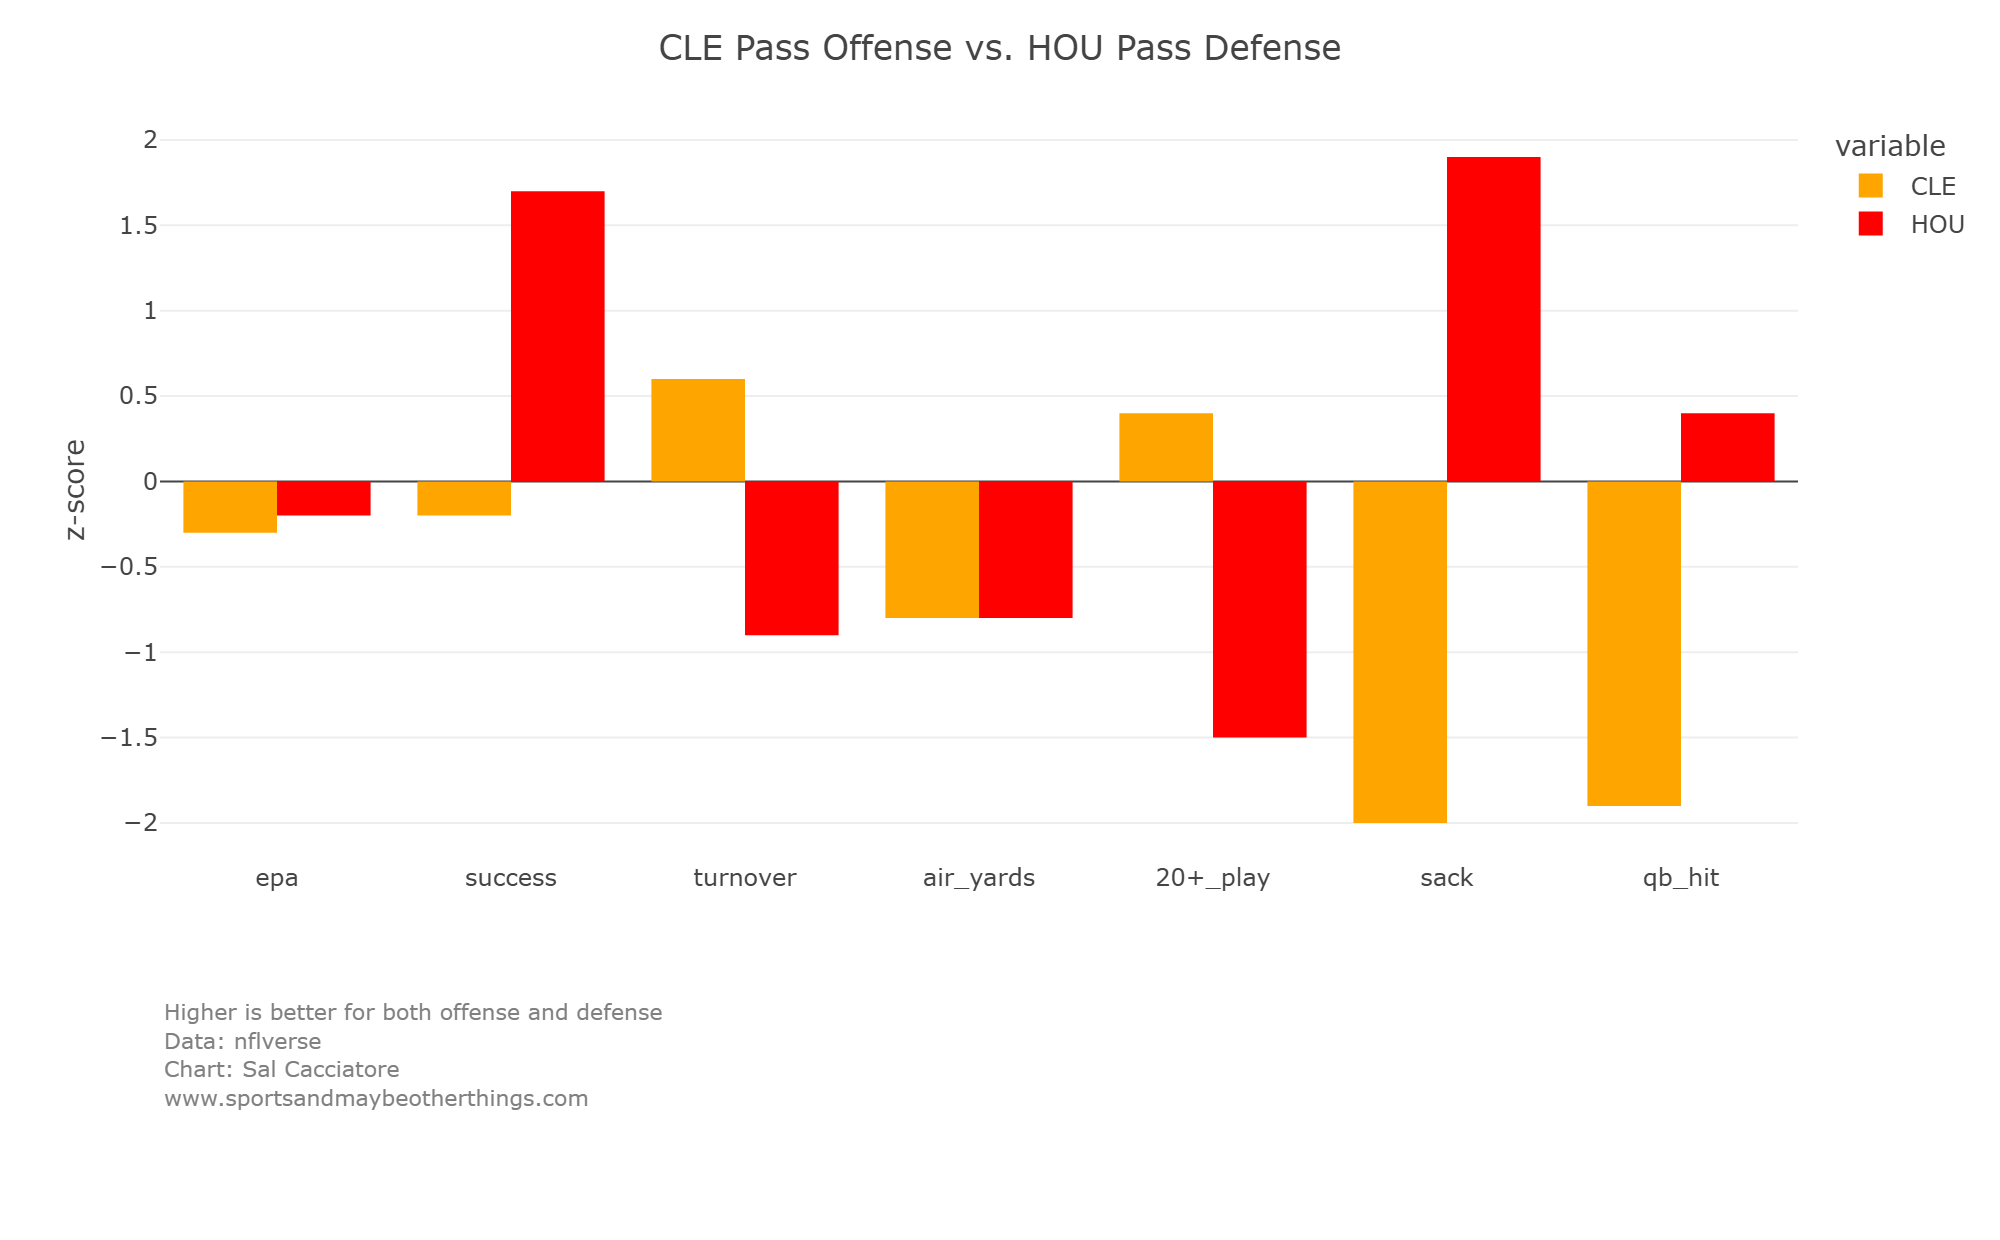 CLE Pass Offense vs. HOU Pass Defense
variable
CLE
HOU
z-score
2
1.5
1
0.5
0
−0.5
−1
−1.5
−2
epa
success
turnover
air_yards
20+_play
sack
qb_hit
Higher is better for both offense and defense
Data: nflverse
Chart: Sal Cacciatore
www.sportsandmaybeotherthings.com